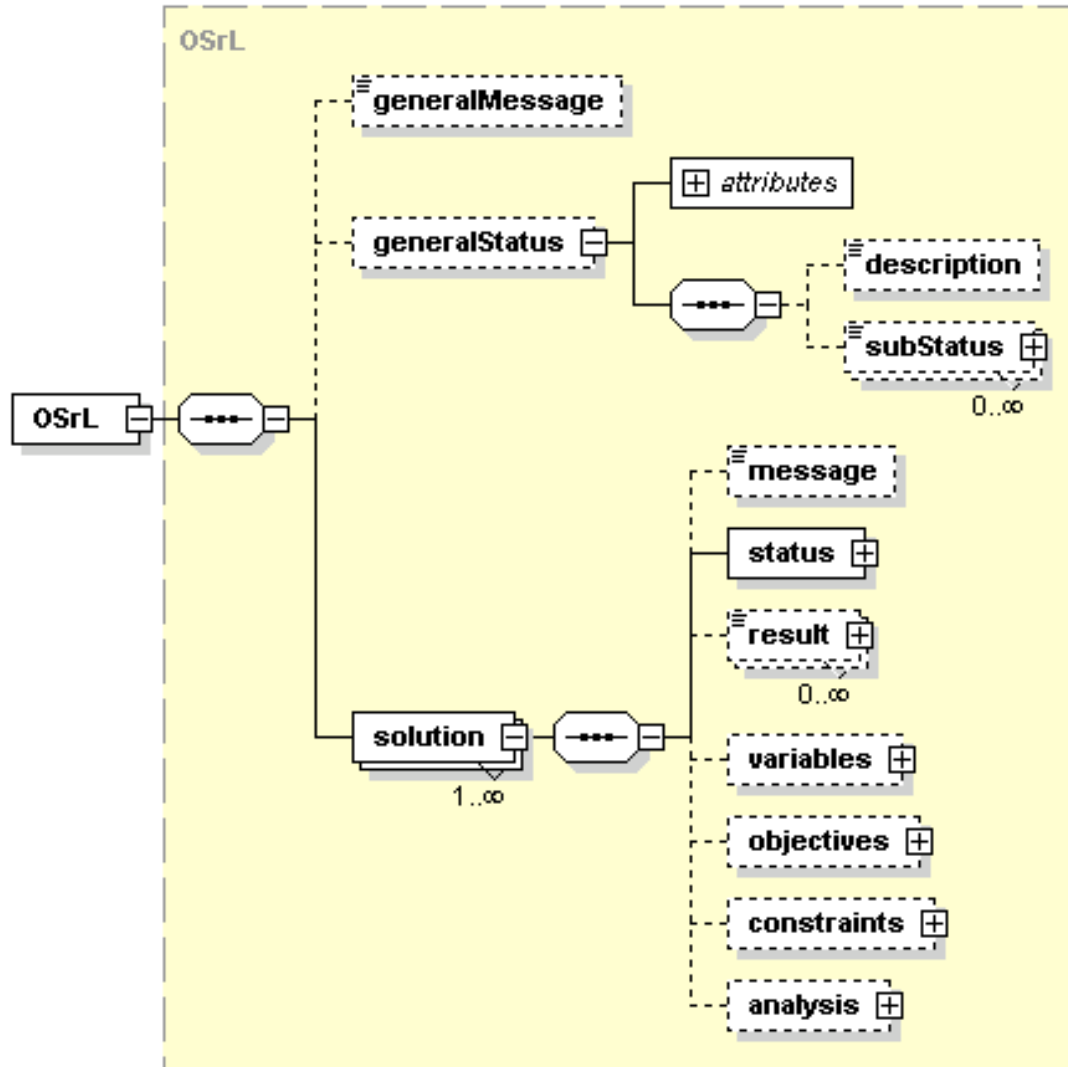 OSrL
generalMessage
attributes
generalStatus
description
subStatus
0..∞
OSrL
message
status
result
0..∞
solution
1..∞
variables
objectives
constraints
analysis